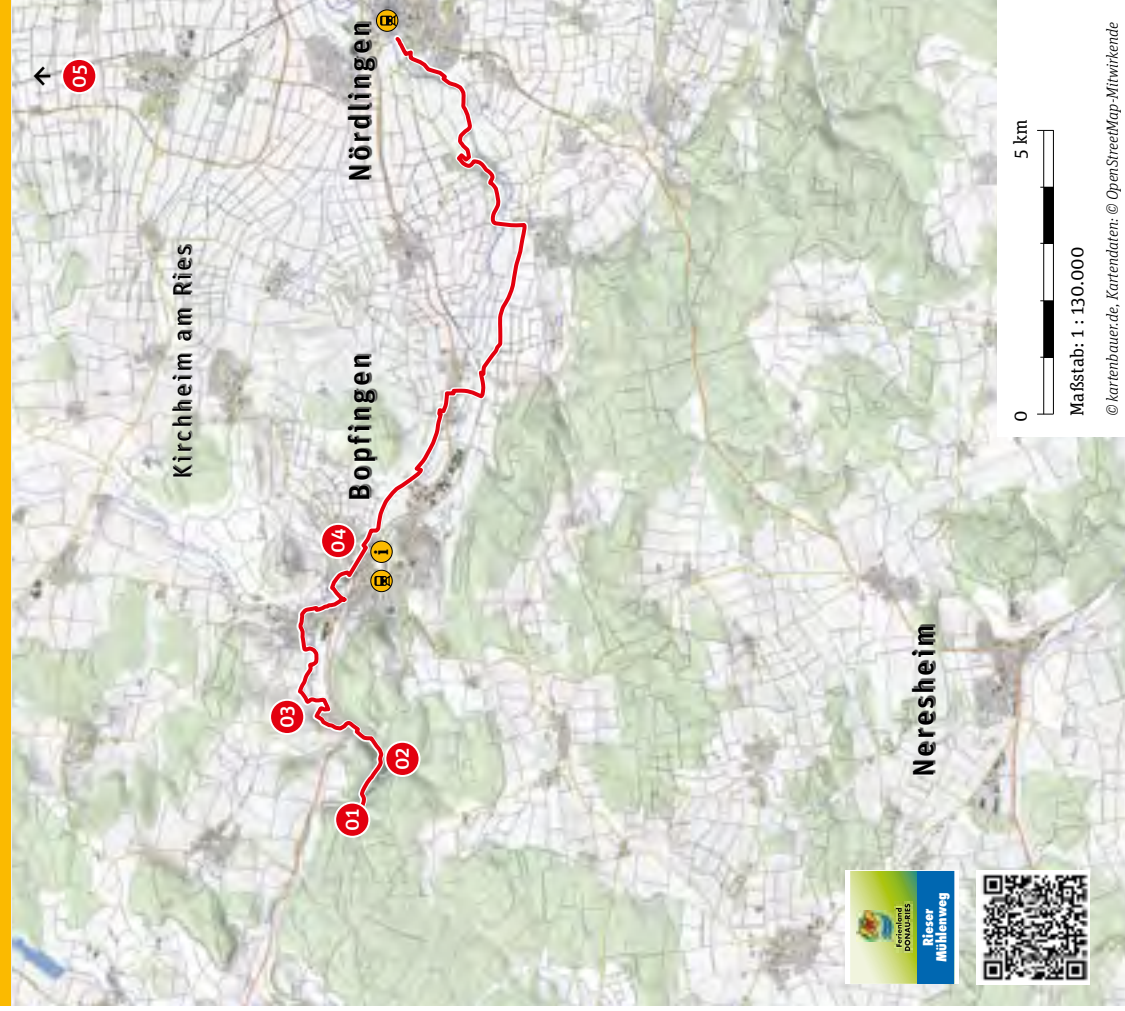 05
Nördlingen
Kirchheim am Ries
Bopfingen
04
i
03
02
01
Neresheim
Ferienland
DONAU-RIES
Rieser
Mühlenweg
0
5 km
Maßstab: 1 : 130.000
© kartenbauer.de, Kartendaten: © OpenStreetMap-Mitwirkende